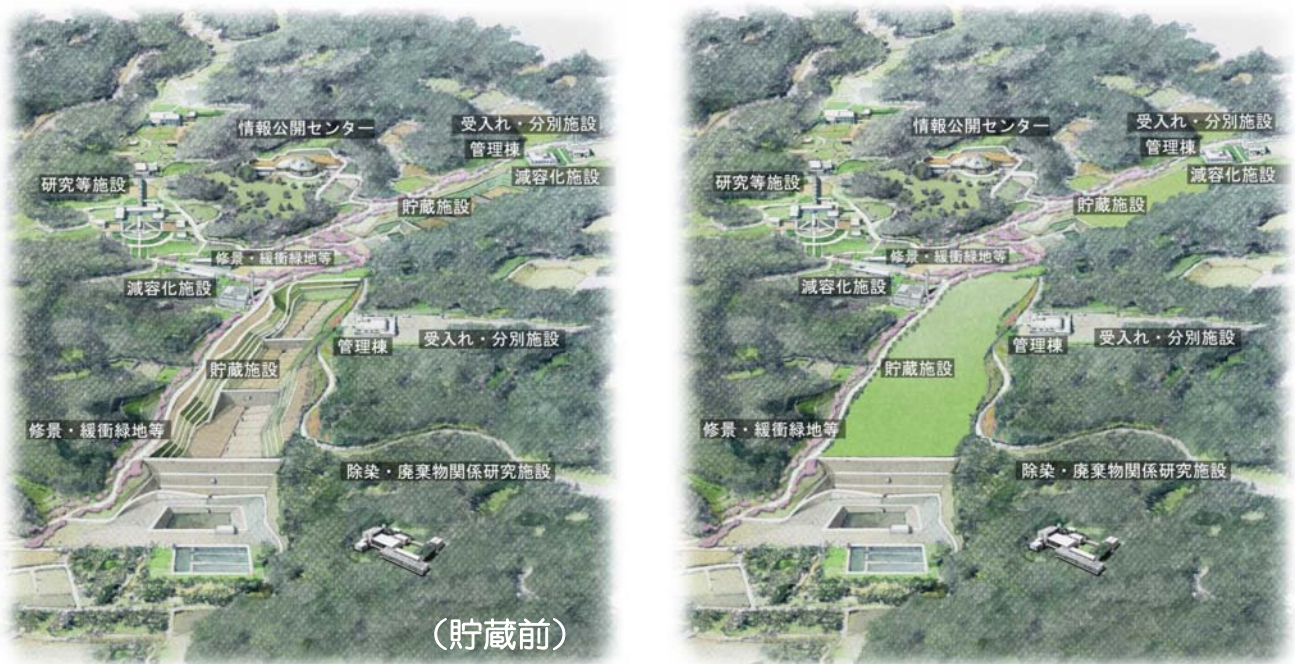 情報公開センター
受入れ・分別施設
管理棟
減容化施設
研究等施設
貯蔵施設
修景・緩衝緑地等
減容化施設
管理棟
受入れ・分別施設
貯蔵施設
修景・緩衝緑地等
除染・廃棄物関係研究施設
(貯蔵前)
情報公開センター
受入れ・分別施設
管理棟
減容化施設
研究等施設
貯蔵施設
修景・緩衝緑地等
減容化施設
管理棟
受入れ・分別施設
貯蔵施設
修景・緩衝緑地等
除染・廃棄物関係研究施設